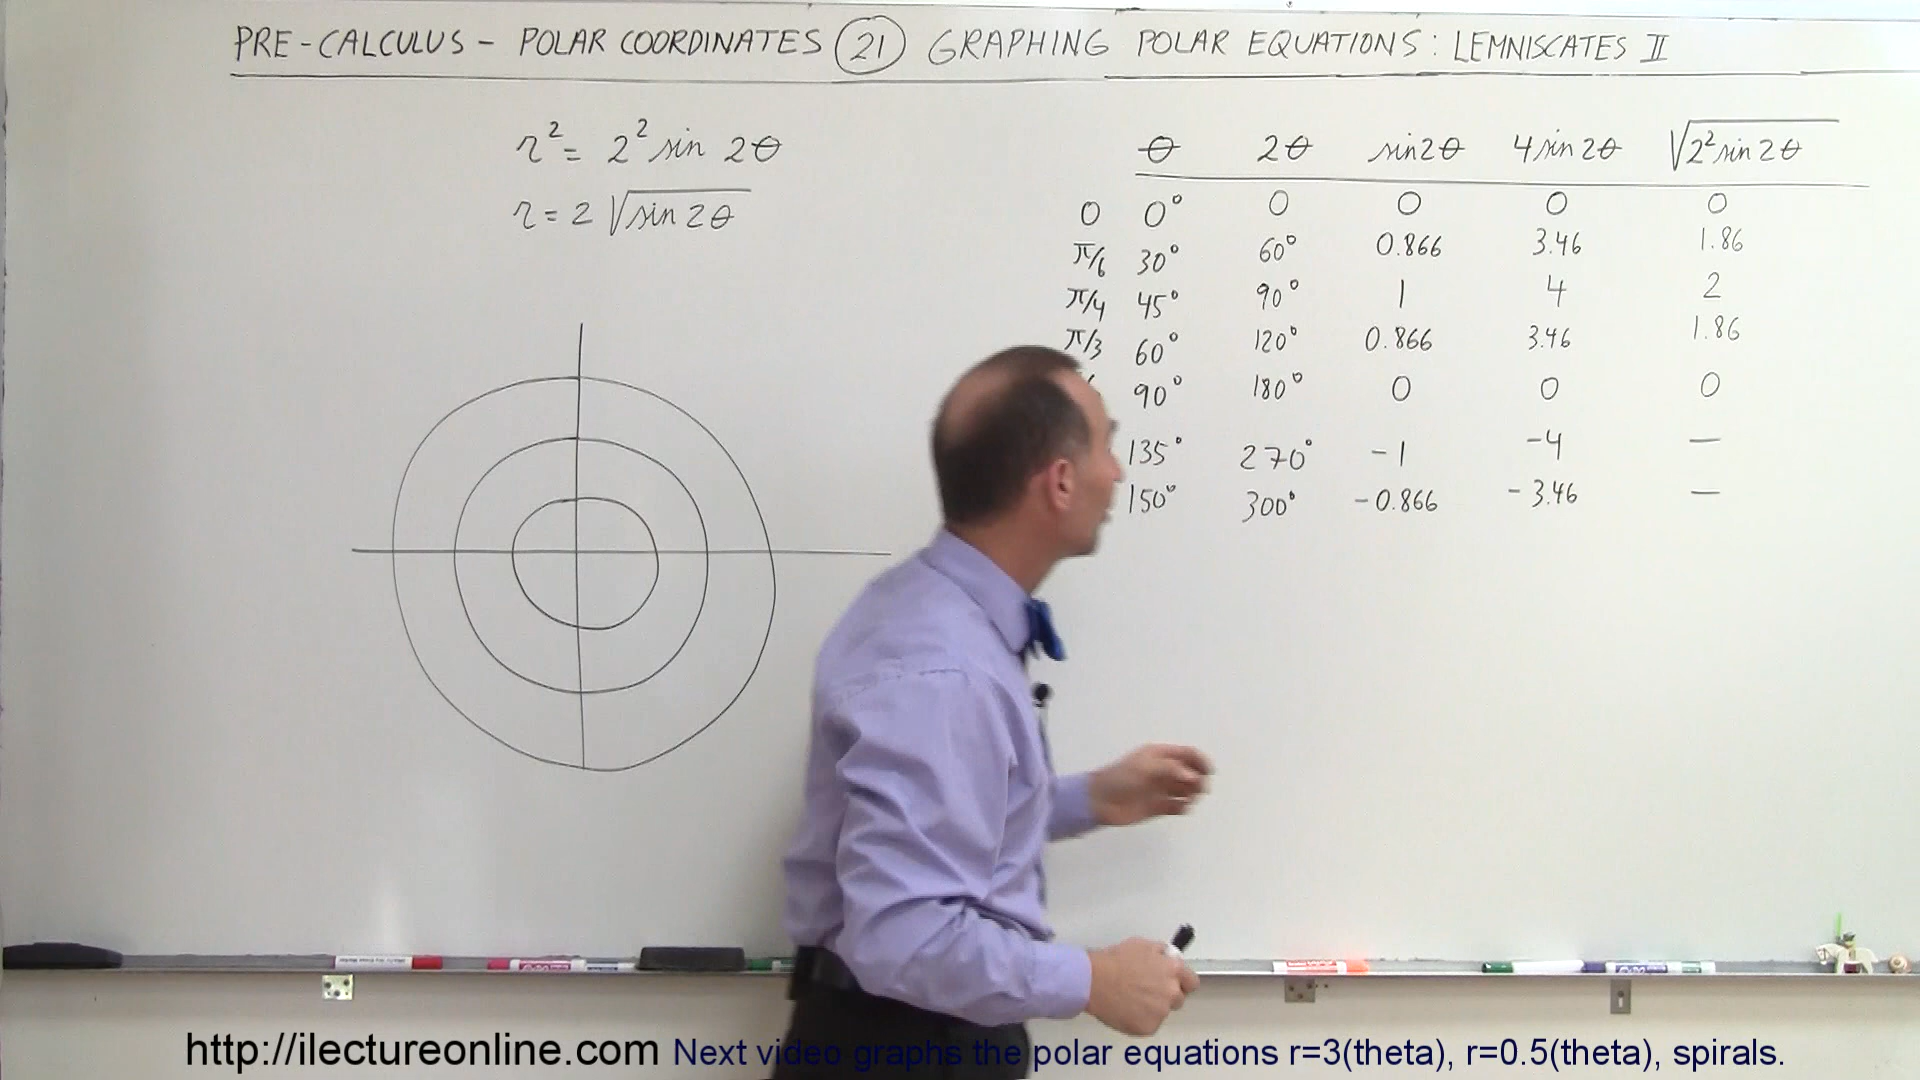 PRE-CALCULUS - POLAR COORDINATES 21 GRAPHING POLAR EQUATIONS: LEMNISCATES II
r² = 2² sin 2θ
r = 2 √sin 2θ
θ 2θ sin2θ 4sin2θ √2² sin 2θ
0 0° 0 0 0 0
π/6 30° 60° 0.866 3.46 1.86
π/4 45° 90° 1 4 2
π/3 60° 120° 0.866 3.46 1.86
90° 180° 0 0 0
135° 270° -1 -4 —
150° 300° -0.866 -3.46 —
http://ilectureonline.com Next video graphs the polar equations r=3(theta), r=0.5(theta), spirals.